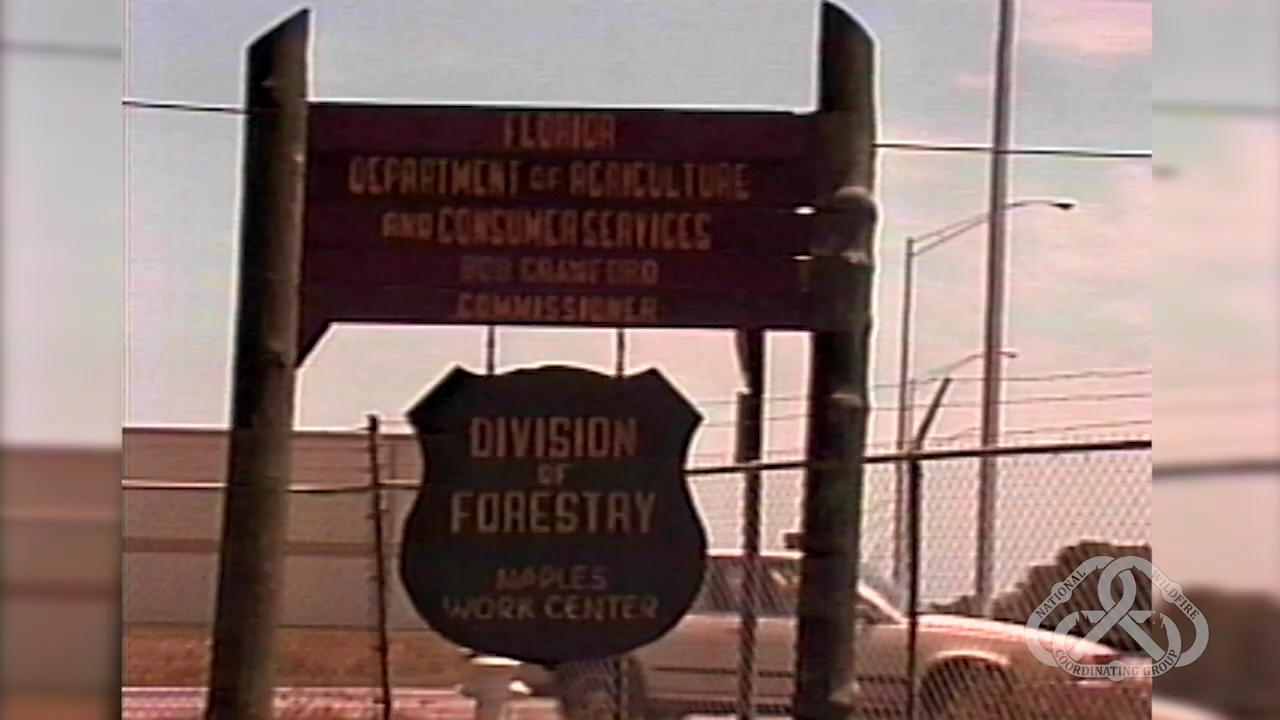 FLORIDA
DEPARTMENT OF AGRICULTURE
AND CONSUMER SERVICES
BOB CRAWFORD
COMMISSIONER
DIVISION
OF
FORESTRY
NAPLES
WORK CENTER
NATIONAL WILDFIRE
COORDINATING GROUP